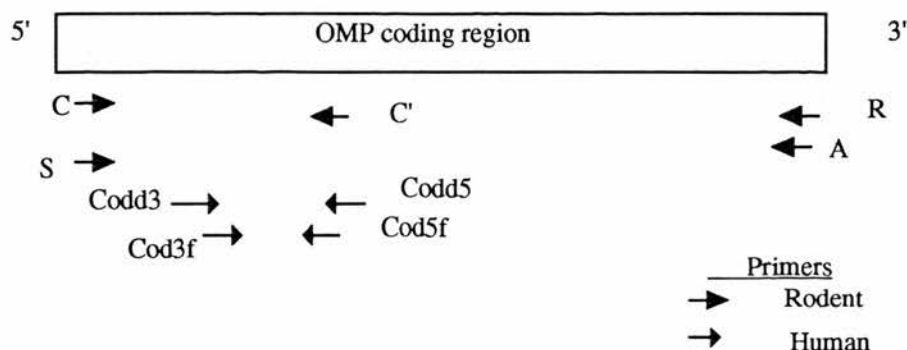 5' OMP coding region 3'
C C' R
S A
Codd3 Codd5
Cod3f Cod5f
Primers
Rodent
Human